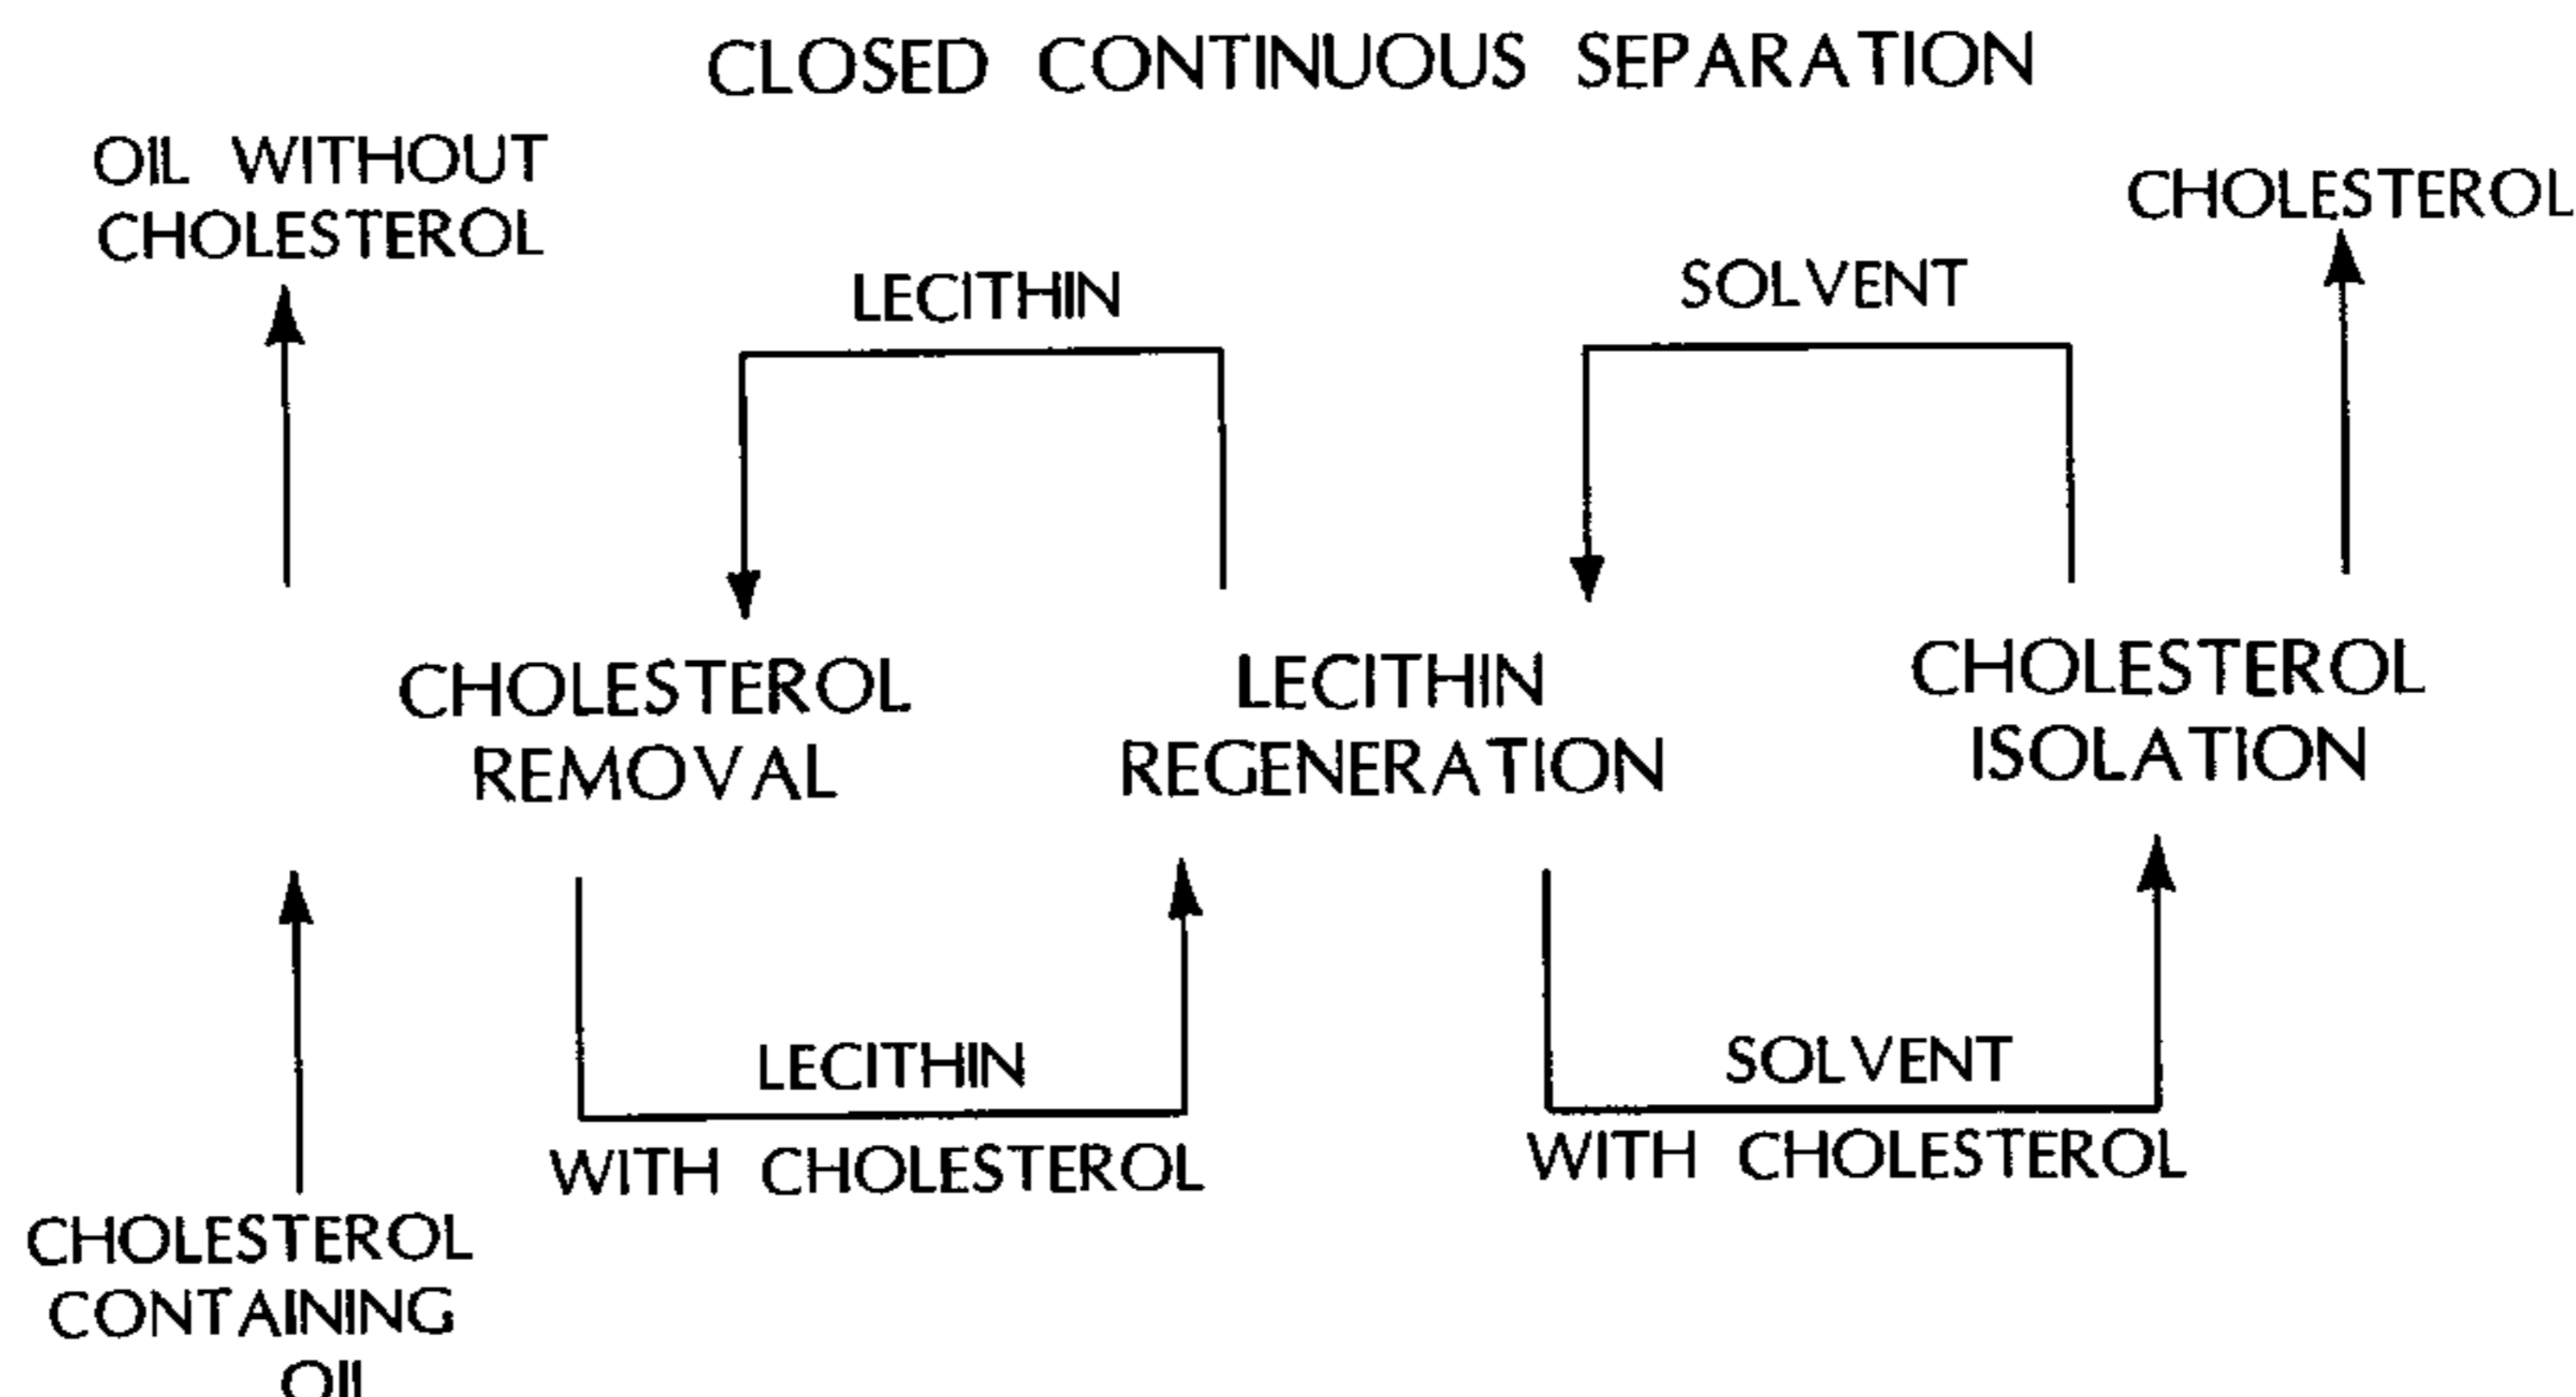 CLOSED CONTINUOUS SEPARATION
OIL WITHOUT
CHOLESTEROL
LECITHIN
SOLVENT
CHOLESTEROL
CHOLESTEROL
REMOVAL
LECITHIN
REGENERATION
CHOLESTEROL
ISOLATION
LECITHIN
WITH CHOLESTEROL
SOLVENT
WITH CHOLESTEROL
CHOLESTEROL
CONTAINING
OIL